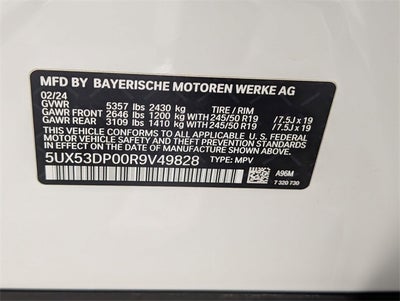 MFD BY BAYERISCHE MOTOREN WERKE AG
02/24
GVWR 5357 lbs 2430 kg TIRE / RIM
GAWR FRONT 2646 lbs 1200 kg 245/50 R19 / 7.5J x 19
GAWR REAR 3109 lbs 1410 kg 245/50 R19 / 7.5J x 19
THIS VEHICLE CONFORMS TO ALL APPLICABLE U.S. FEDERAL
MOTOR VEHICLE SAFETY AND THEFT PREVENTION STANDARDS
IN EFFECT ON THE DATE OF MANUFACTURE SHOWN ABOVE.
5UX53DP00R9V49828 TYPE: MPV
A96M
7 320 730